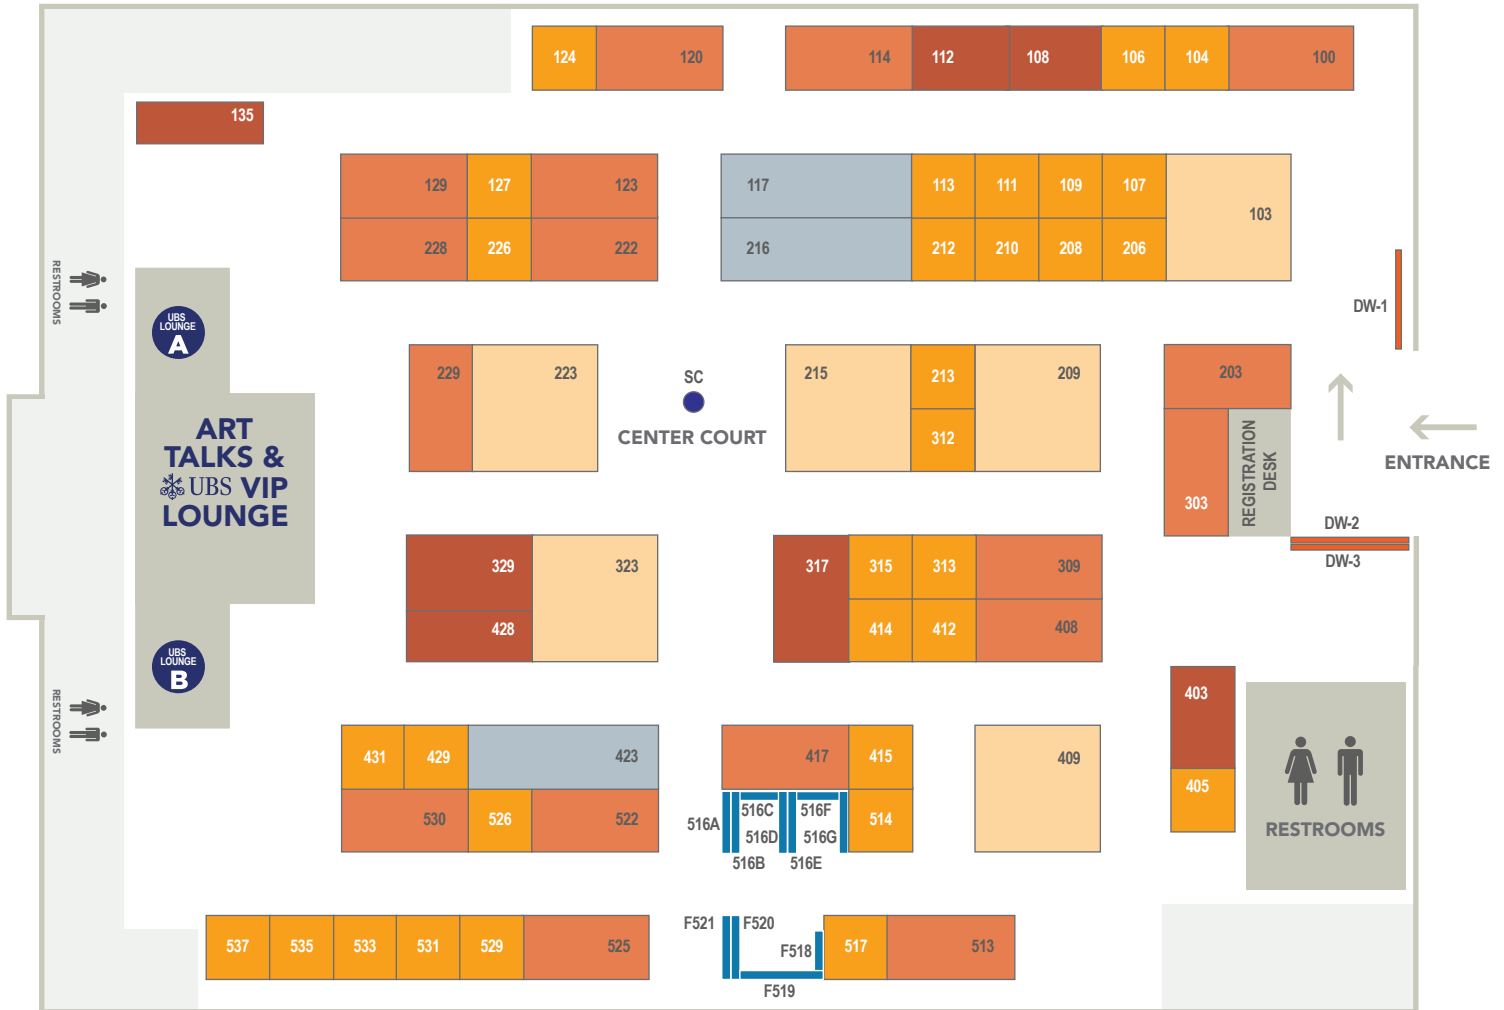 124
120
114
112
108
106
104
100
135
129
127
123
117
113
111
109
107
103
228
226
222
216
212
210
208
206
RESTROOMS
DW-1
UBS
LOUNGE
A
229
223
SC
CENTER COURT
215
213
209
312
203
REGISTRATION
DESK
303
ENTRANCE
ART
TALKS &
UBS VIP
LOUNGE
DW-2
DW-3
329
323
428
317
315
313
309
414
412
408
UBS
LOUNGE
B
RESTROOMS
403
405
RESTROOMS
431
429
423
417
415
409
530
526
522
516A
516C
516F
516D
516G
514
516B
516E
537
535
533
531
529
525
F521
F520
F518
F519
517
513